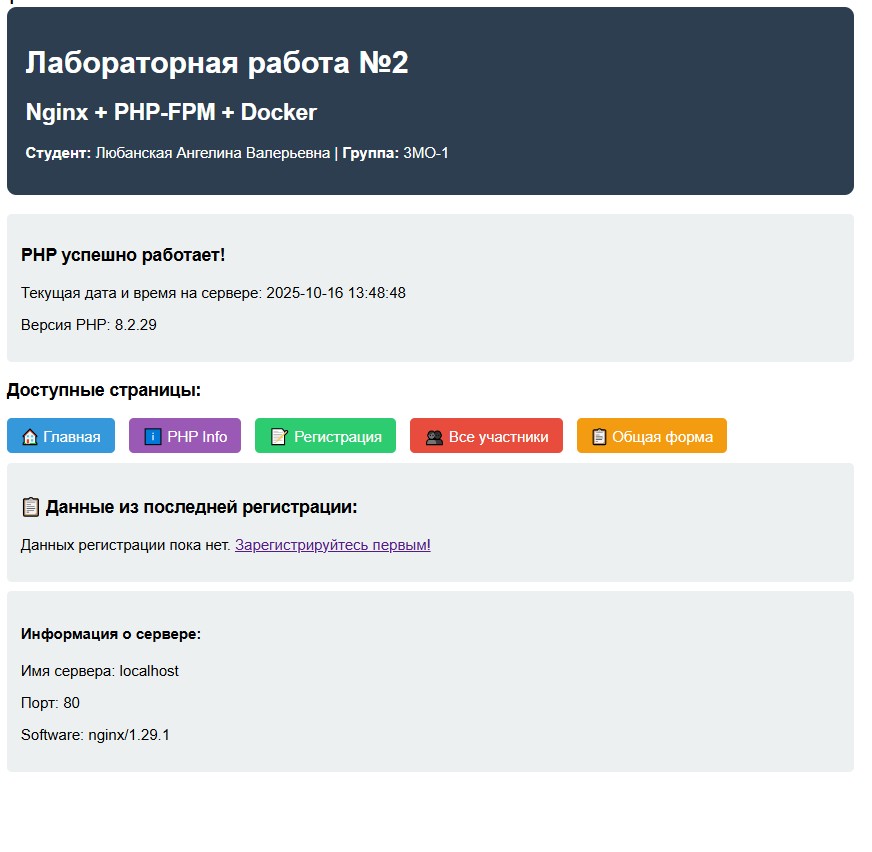 Лабораторная работа №2
Nginx + PHP-FPM + Docker
Студент: Любанская Ангелина Валерьевна | Группа: 3МО-1
PHP успешно работает!
Текущая дата и время на сервере: 2025-10-16 13:48:48
Версия PHP: 8.2.29
Доступные страницы:
🏠 Главная ℹ️ PHP Info 📝 Регистрация 👥 Все участники 📋 Общая форма
📋 Данные из последней регистрации:
Данных регистрации пока нет. Зарегистрируйтесь первым!
Информация о сервере:
Имя сервера: localhost
Порт: 80
Software: nginx/1.29.1